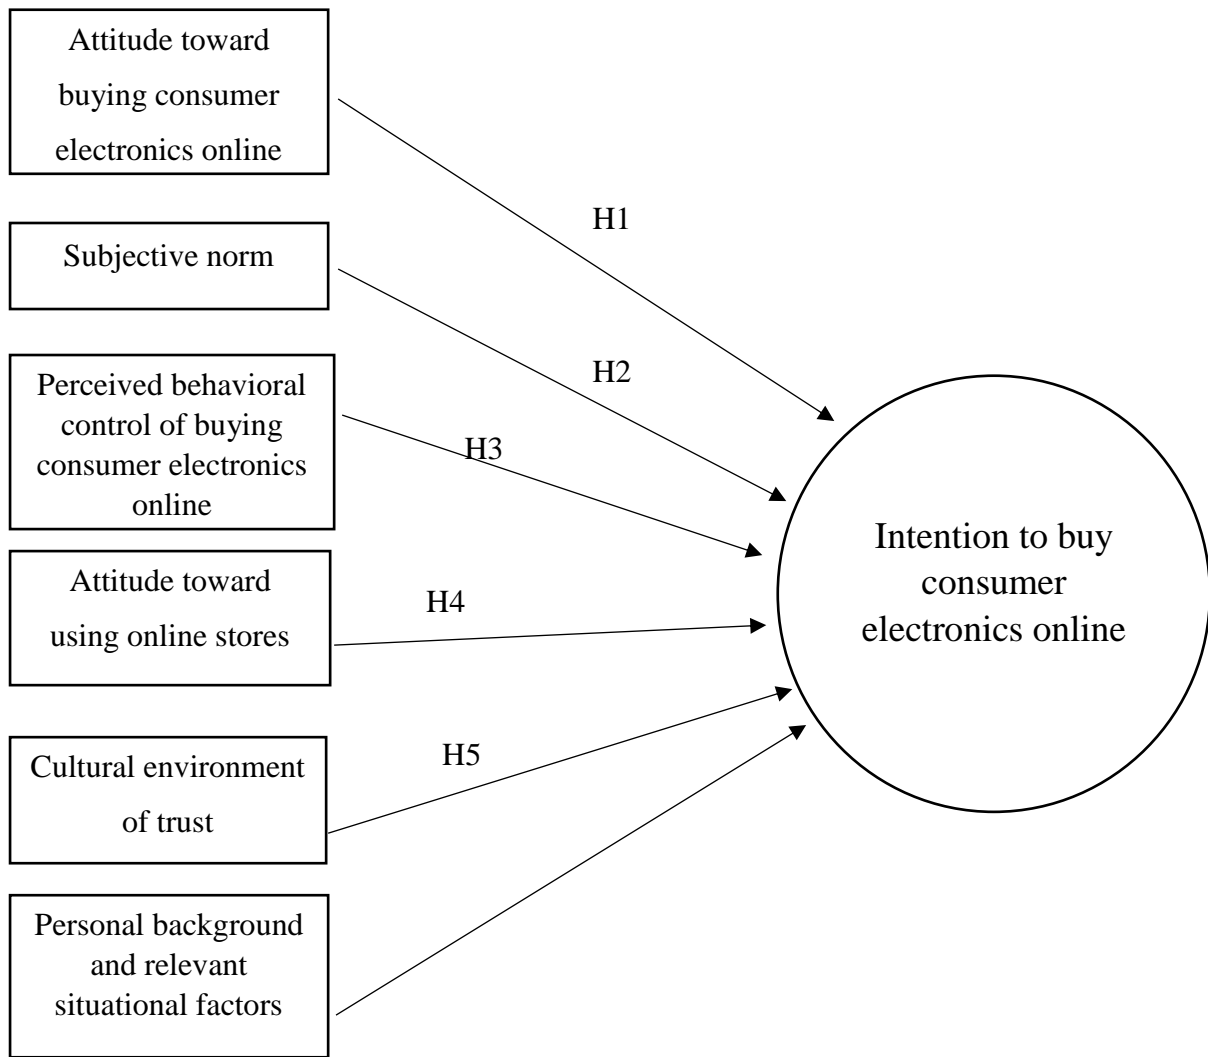 Attitude toward
buying consumer
electronics online
H1
Subjective norm
H2
Perceived behavioral
control of buying
consumer electronics
online
H3
Attitude toward
using online stores
H4
Cultural environment
of trust
H5
Personal background
and relevant
situational factors
Intention to buy
consumer
electronics online